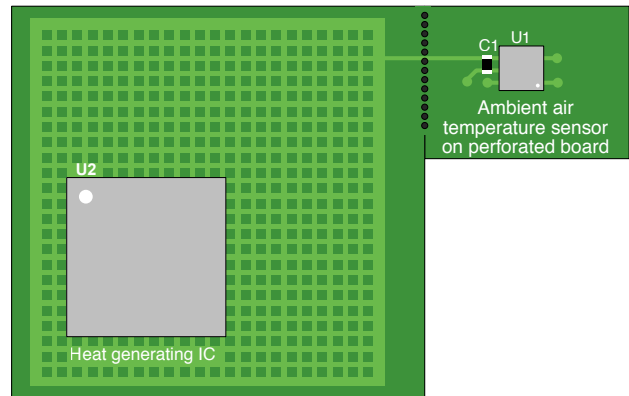 U1
C1
Ambient air
temperature sensor
on perforated board
U2
Heat generating IC